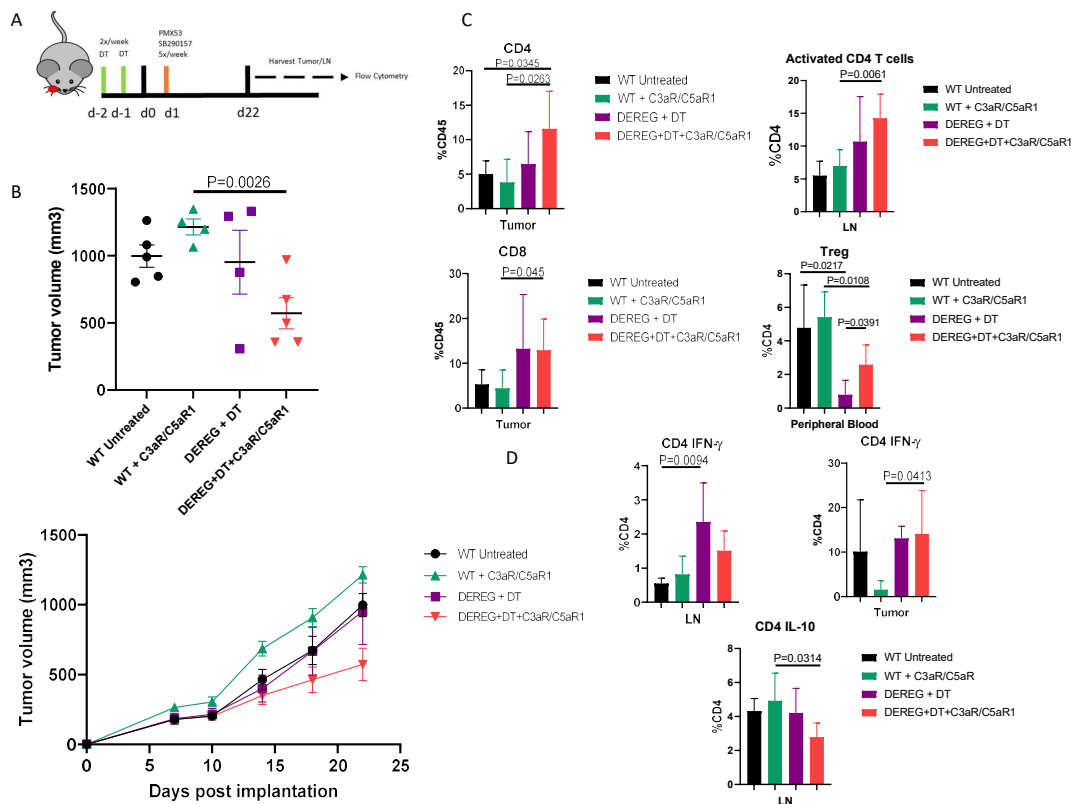 A
2x/week
DT DT
PMX53
SB290157
5x/week
Harvest Tumor/LN
Flow Cytometry
d-2 d-1 d0 d1 d22
B
P=0.0026
Tumor volume (mm3)
1500
1000
500
0
WT Untreated
WT + C3aR/C5aR1
DEREG + DT
DEREG+DT+C3aR/C5aR1
Tumor volume (mm3)
1500
1000
500
0
0 5 10 15 20 25
Days post implantation
WT Untreated
WT + C3aR/C5aR1
DEREG + DT
DEREG+DT+C3aR/C5aR1
C
CD4
P=0.0345
P=0.0263
%CD45
20
15
10
5
0
Tumor
WT Untreated
WT + C3aR/C5aR1
DEREG + DT
DEREG+DT+C3aR/C5aR1
Activated CD4 T cells
P=0.0061
%CD4
20
15
10
5
0
LN
WT Untreated
WT + C3aR/C5aR1
DEREG + DT
DEREG+DT+C3aR/C5aR1
CD8
P=0.045
%CD45
30
20
10
0
Tumor
WT Untreated
WT + C3aR/C5aR1
DEREG + DT
DEREG+DT+C3aR/C5aR1
Treg
P=0.0217
P=0.0108
P=0.0391
%CD4
8
6
4
2
0
Peripheral Blood
WT Untreated
WT + C3aR/C5aR1
DEREG + DT
DEREG+DT+C3aR/C5aR1
D
CD4 IFN-γ
P=0.0094
%CD4
4
3
2
1
0
LN
CD4 IFN-γ
P=0.0413
%CD4
30
20
10
0
Tumor
CD4 IL-10
P=0.0314
%CD4
8
6
4
2
0
LN
WT Untreated
WT + C3aR/C5aR
DEREG + DT
DEREG+DT+C3aR/C5aR1